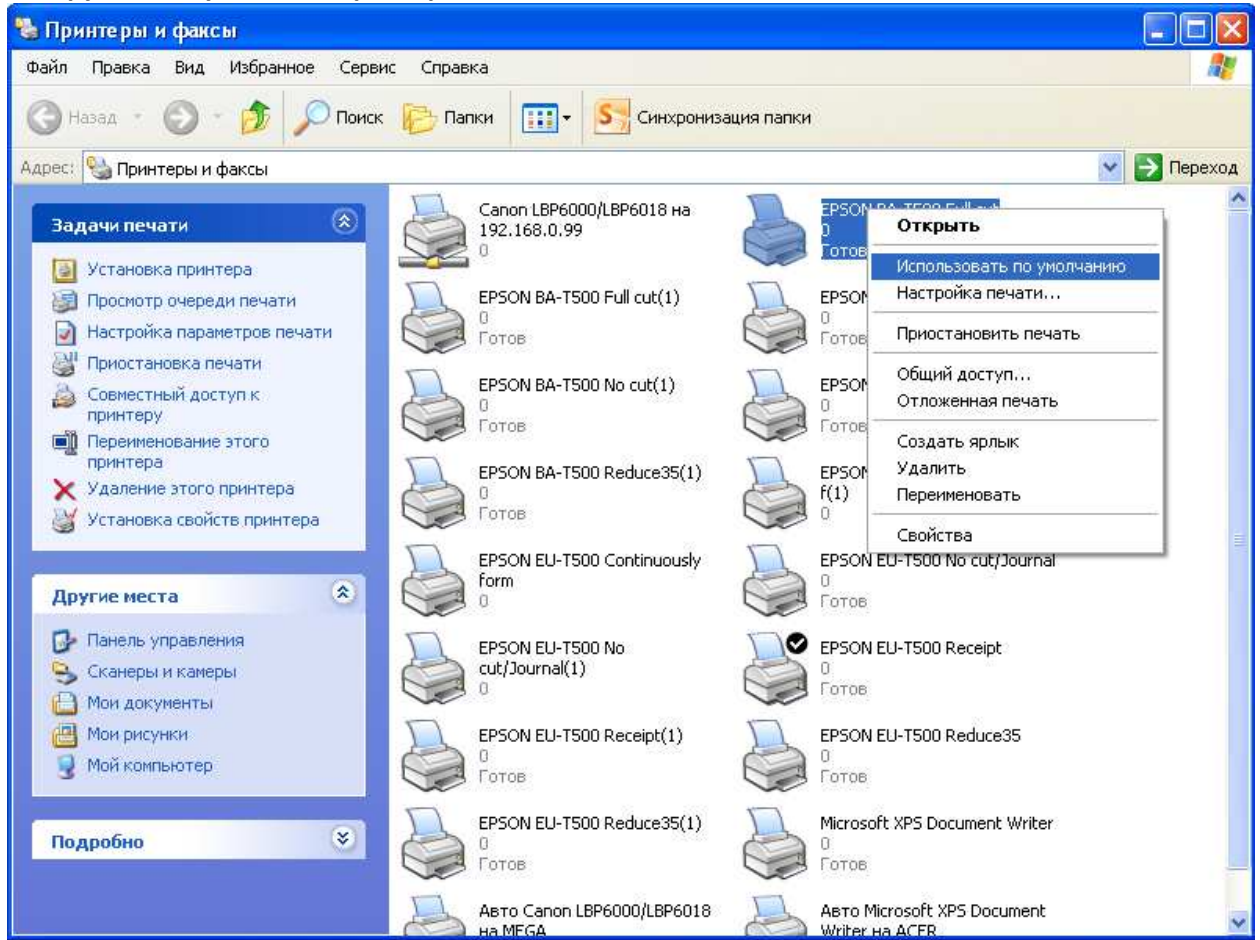 Принтеры и факсы
Файл Правка Вид Избранное Сервис Справка
Назад Поиск Папки Синхронизация папки
Адрес: Принтеры и факсы Переход
Задачи печати
Установка принтера
Просмотр очереди печати
Настройка параметров печати
Приостановка печати
Совместный доступ к
принтеру
Переименование этого
принтера
Удаление этого принтера
Установка свойств принтера
Другие места
Панель управления
Сканеры и камеры
Мои документы
Мои рисунки
Мой компьютер
Подробно
Canon LBP6000/LBP6018 на
192.168.0.99
0
EPSON BA-T500 Full cut
0
Готов
EPSON BA-T500 Full cut(1)
0
Готов
EPSON
0
Готов
EPSON BA-T500 No cut(1)
0
Готов
EPSON
0
Готов
EPSON BA-T500 Reduce35(1)
0
Готов
EPSON
f(1)
0
EPSON EU-T500 Continuously
form
0
EPSON EU-T500 No cut/Journal
0
Готов
EPSON EU-T500 No
cut/Journal(1)
0
EPSON EU-T500 Receipt
0
Готов
EPSON EU-T500 Receipt(1)
0
Готов
EPSON EU-T500 Reduce35
0
Готов
EPSON EU-T500 Reduce35(1)
0
Готов
Microsoft XPS Document Writer
0
Готов
Авто Canon LBP6000/LBP6018
на MEGA
Авто Microsoft XPS Document
Writer на ACER
Открыть
Использовать по умолчанию
Настройка печати...
Приостановить печать
Общий доступ...
Отложенная печать
Создать ярлык
Удалить
Переименовать
Свойства